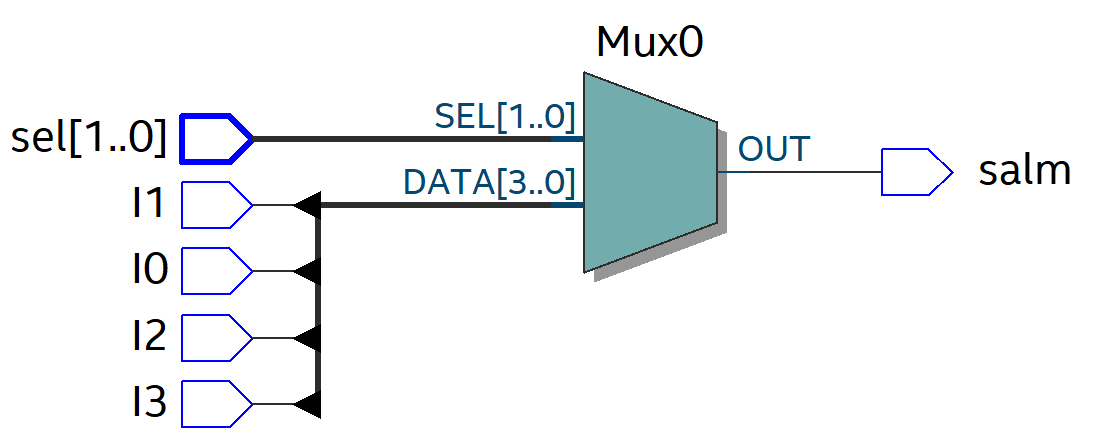 Mux0
sel[1..0]
SEL[1..0]
DATA[3..0]
OUT
salm
I1
I0
I2
I3